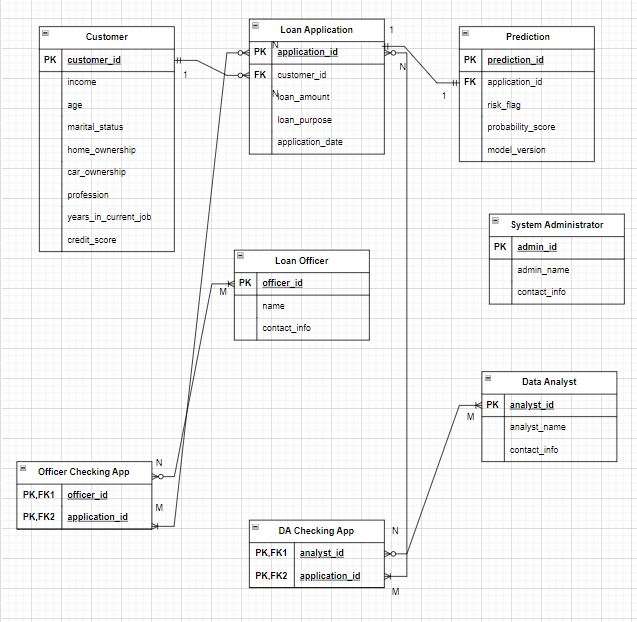 Customer
PK customer_id
income
age
marital_status
home_ownership
car_ownership
profession
years_in_current_job
credit_score
1
Loan Application
N
PK application_id
FK customer_id
N
loan_amount
loan_purpose
application_date
1
N
Prediction
PK prediction_id
1
FK application_id
risk_flag
probability_score
model_version
System Administrator
PK admin_id
admin_name
contact_info
Loan Officer
M
PK officer_id
name
contact_info
Data Analyst
M
PK analyst_id
analyst_name
contact_info
Officer Checking App
N
PK,FK1 officer_id
M
PK,FK2 application_id
DA Checking App
N
PK,FK1 analyst_id
PK,FK2 application_id
M